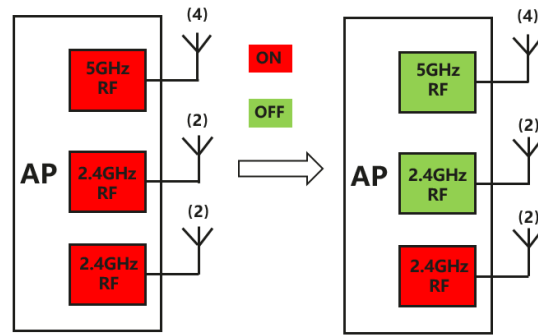 (4)
5GHz
RF
(2)
AP
2.4GHz
RF
(2)
2.4GHz
RF
ON
OFF
(4)
5GHz
RF
(2)
AP
2.4GHz
RF
(2)
2.4GHz
RF